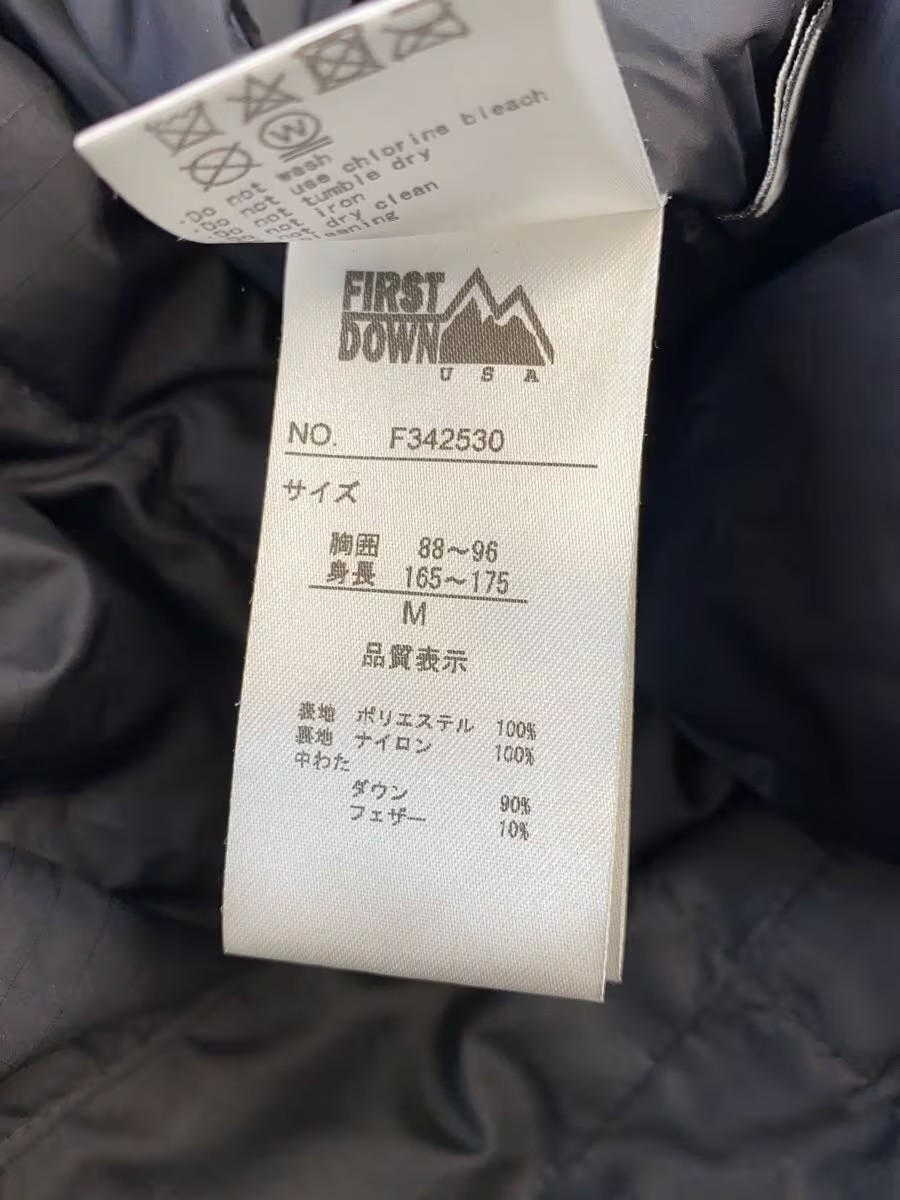 W
·Do not wash
·Do not use chlorine bleach
·Do not tumble dry
Do not iron
not dry clean
FIRST
DOWN
USA
NO. F342530
サイズ
胸囲 88〜96
身長 165〜175
M
品質表示
表地 ポリエステル 100%
裏地 ナイロン 100%
中わた
ダウン 90%
フェザー 10%